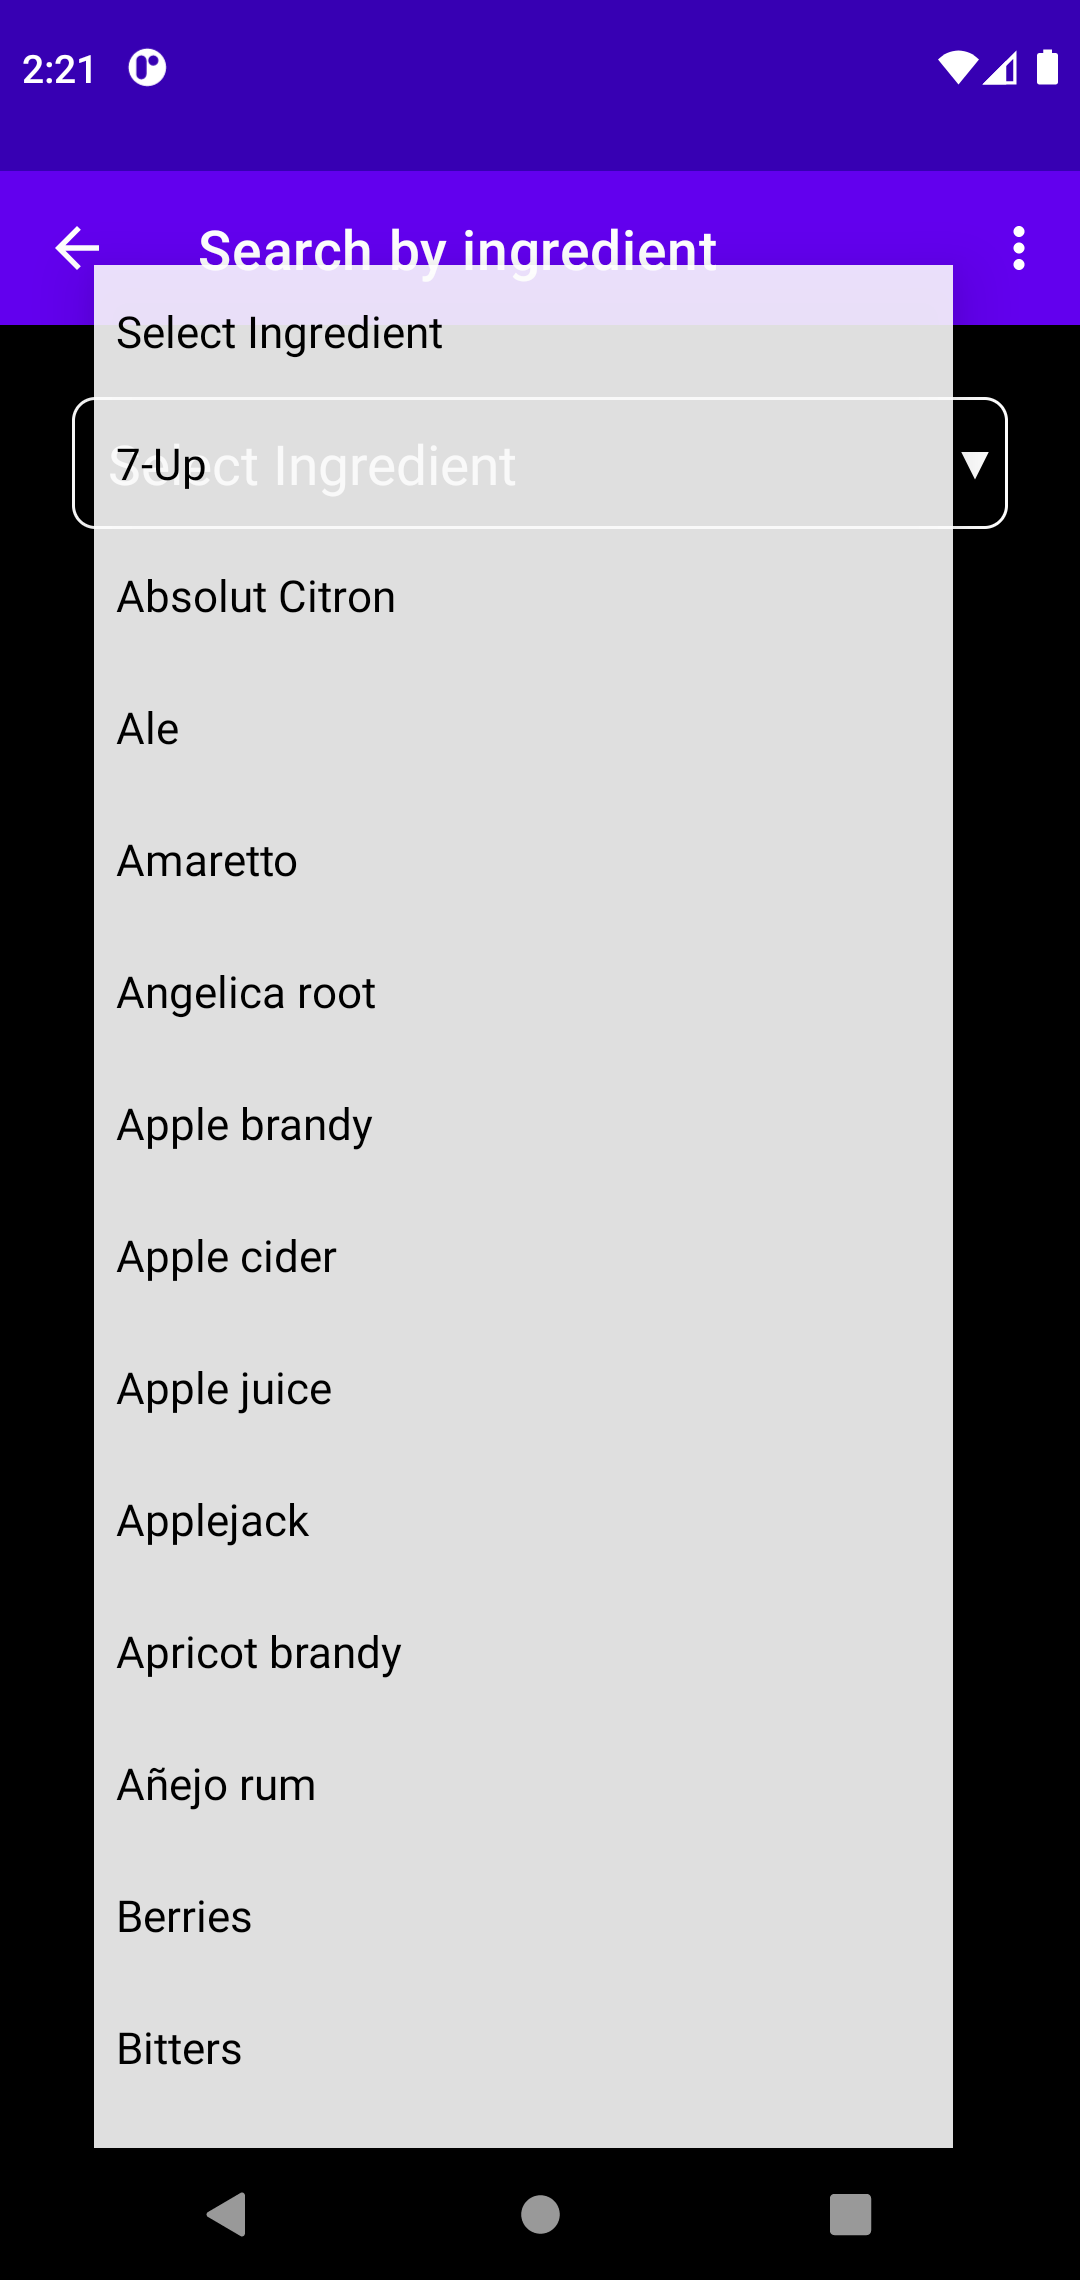 2:21
Search by ingredient
Select Ingredient
Select Ingredient
7-Up
Absolut Citron
Ale
Amaretto
Angelica root
Apple brandy
Apple cider
Apple juice
Applejack
Apricot brandy
Añejo rum
Berries
Bitters